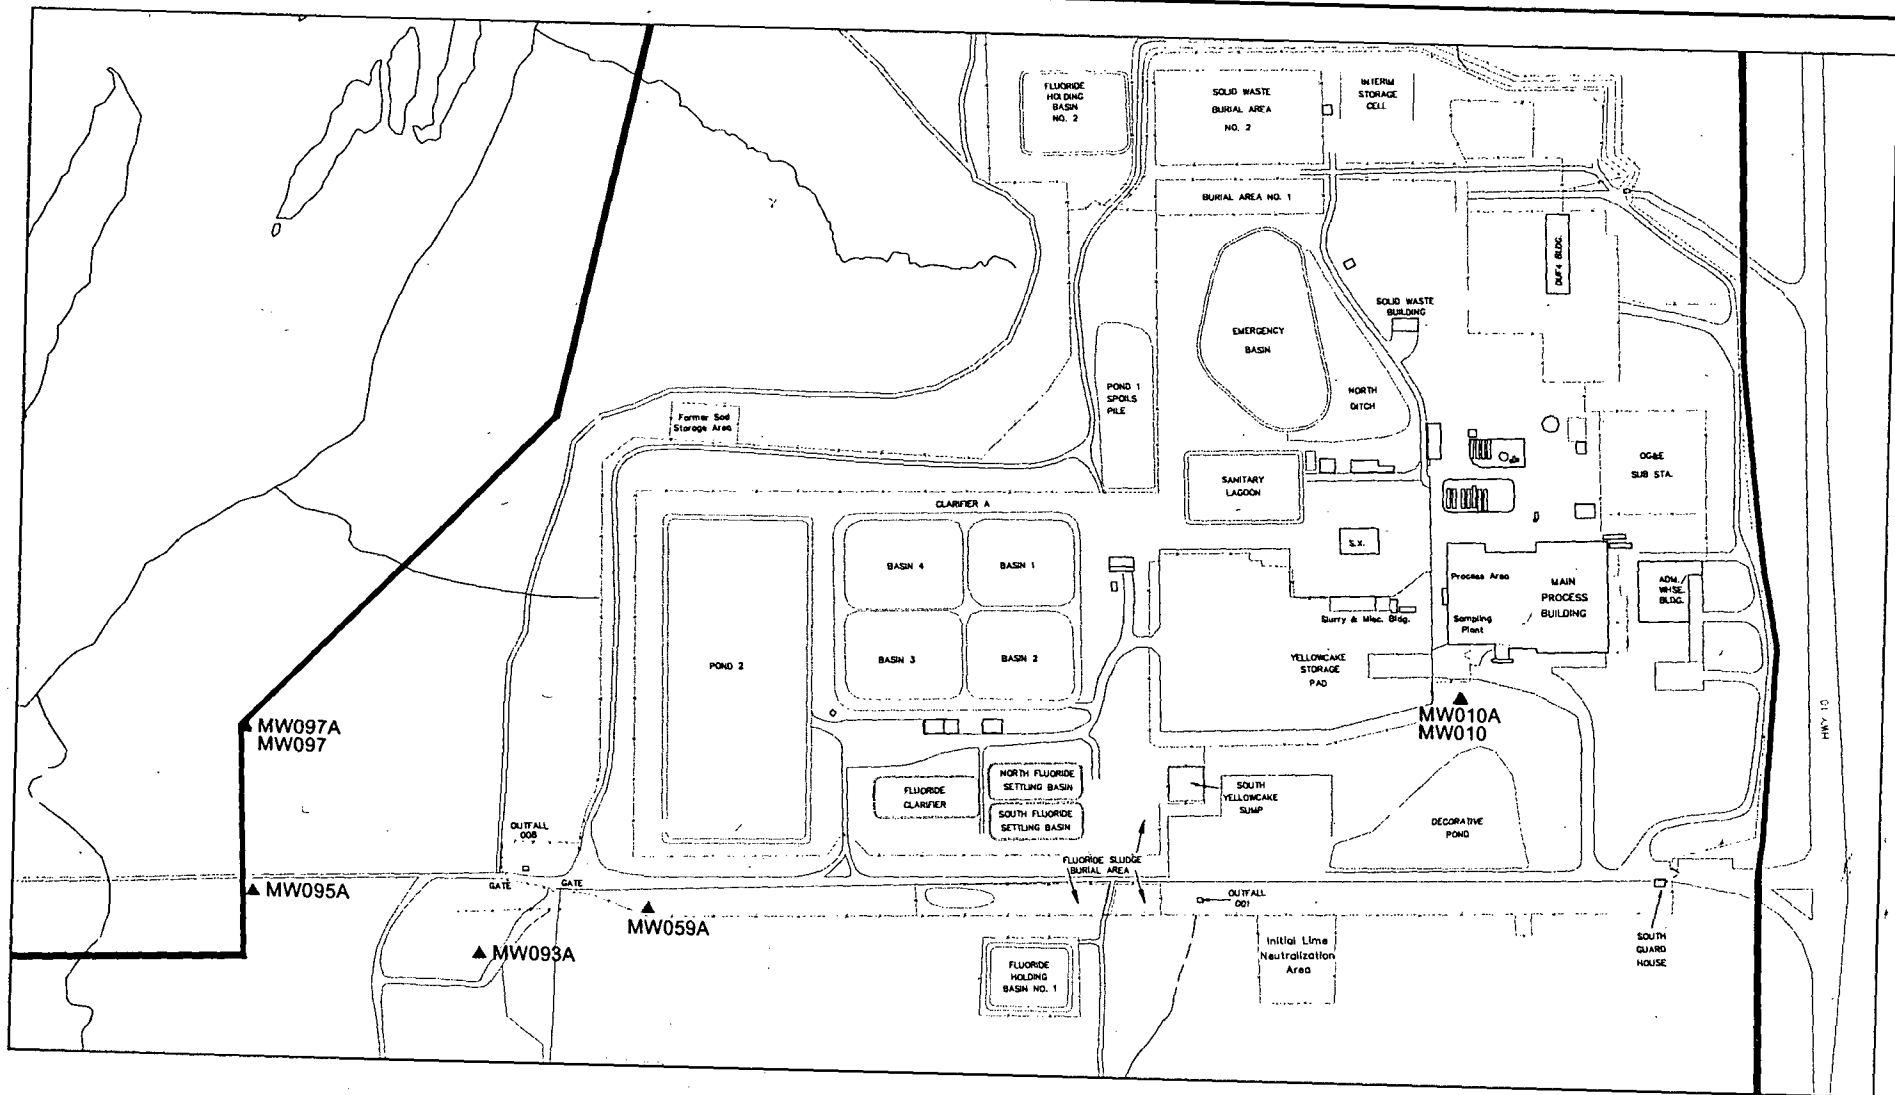 FLUORIDE
HOLDING
BASIN
NO. 2
SOLID WASTE
BURIAL AREA
NO. 2
INTERIM
STORAGE
CELL
BURIAL AREA NO. 1
DUF4 BLDG.
SOLID WASTE
BUILDING
EMERGENCY
BASIN
POND 1
SPOILS
PILE
NORTH
DITCH
Former Sod
Storage Area
OG&E
SUB STA.
SANITARY
LAGOON
CLARIFIER A
S.X.
BASIN 4
BASIN 1
Process Area
MAIN
PROCESS
BUILDING
ADM.
WHSE.
BLDG.
Sampling
Plant
Slurry & Misc. Bldg.
BASIN 3
BASIN 2
POND 2
YELLOWCAKE
STORAGE
PAD
MW010A
MW010
HWY 10
MW097A
MW097
NORTH FLUORIDE
SETTLING BASIN
FLUORIDE
CLARIFIER
SOUTH FLUORIDE
SETTLING BASIN
SOUTH
YELLOWCAKE
SUMP
DECORATIVE
POND
OUTFALL
008
FLUORIDE SLUDGE
BURIAL AREA
GATE
GATE
MW095A
OUTFALL
001
MW059A
MW093A
Initial Lime
Neutralization
Area
SOUTH
GUARD
HOUSE
FLUORIDE
HOLDING
BASIN NO. 1